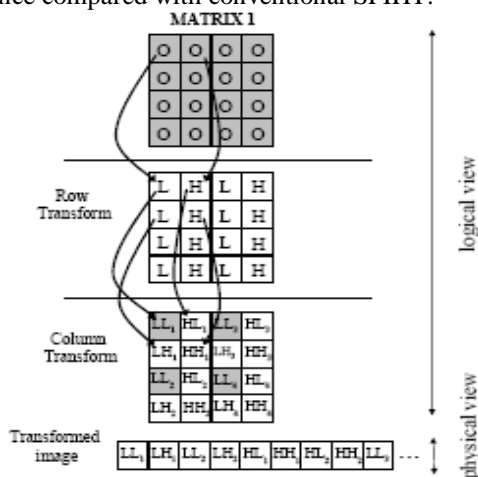 nce compared with conventional SPIHT.
MATRIX 1
O O O O
O O O O
O O O O
O O O O
Row
Transform
L H L H
L H L H
L H L H
L H L H
logical view
Column
Transform
LL₁ HL₁ LL₃ HL₃
LH₁ HH₁ LH₃ HH₃
LL₂ HL₂ LL₄ HL₄
LH₂ HH₂ LH₄ HH₄
Transformed
image
LL₁ LH₁ LL₂ LH₂ HL₁ HH₁ HL₂ HH₂ LL₃ ...
physical view